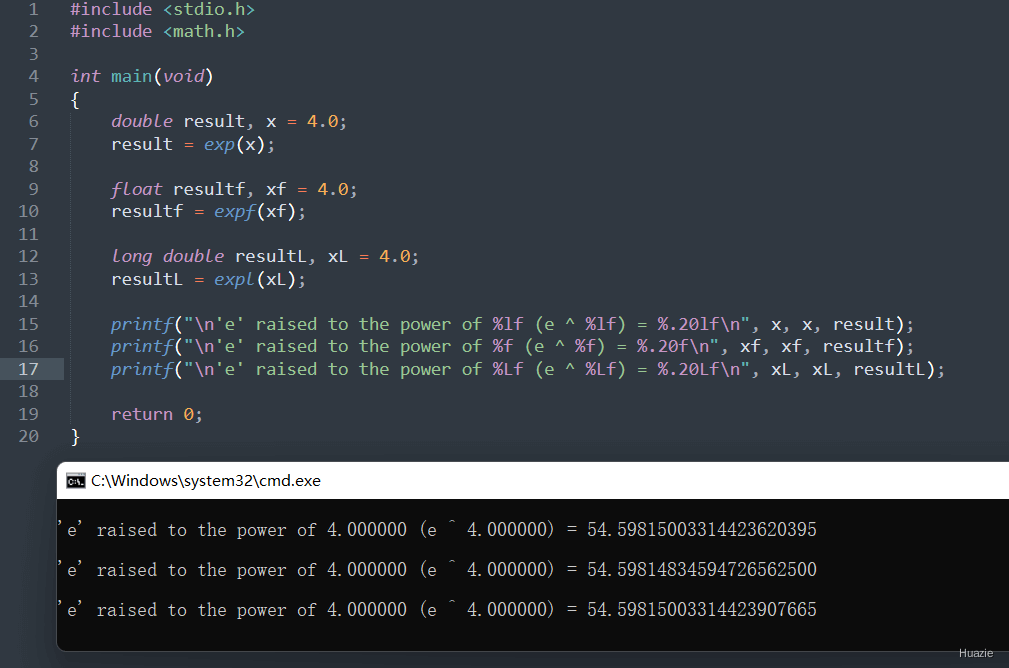 1 #include <stdio.h>
2 #include <math.h>
3
4 int main(void)
5 {
6 double result, x = 4.0;
7 result = exp(x);
8
9 float resultf, xf = 4.0;
10 resultf = expf(xf);
11
12 long double resultL, xL = 4.0;
13 resultL = expl(xL);
14
15 printf("\n'e' raised to the power of %lf (e ^ %lf) = %.20lf\n", x, x, result);
16 printf("\n'e' raised to the power of %f (e ^ %f) = %.20f\n", xf, xf, resultf);
17 printf("\n'e' raised to the power of %Lf (e ^ %Lf) = %.20Lf\n", xL, xL, resultL);
18
19 return 0;
20 }
C:\Windows\system32\cmd.exe
'e' raised to the power of 4.000000 (e ^ 4.000000) = 54.59815003314423620395
'e' raised to the power of 4.000000 (e ^ 4.000000) = 54.59814834594726562500
'e' raised to the power of 4.000000 (e ^ 4.000000) = 54.59815003314423907665
Huazie